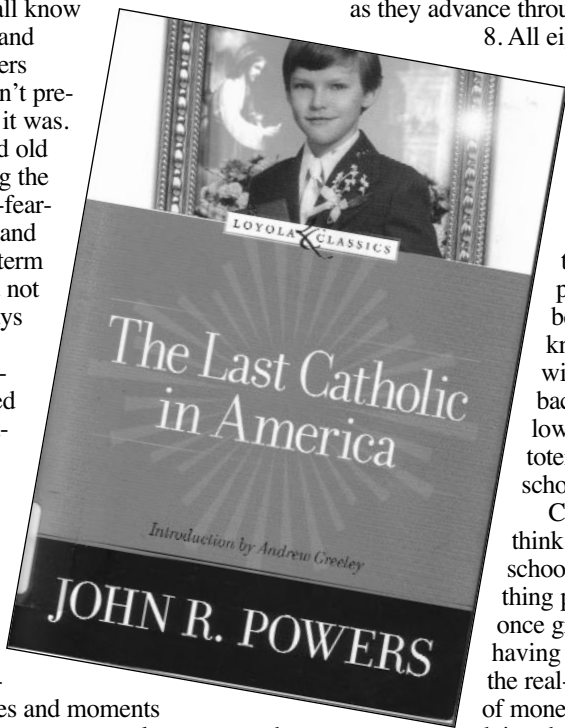 all know
and
ers
n't pre-
it was.
d old
g the
-fear-
and
term
not
ys
-
ed
-
-
es and moments
LOYOLA CLASSICS
The Last Catholic
in America
Introduction by Andrew Greeley
JOHN R. POWERS
as they advance throu
8. All ei
t
p
be
kn
wi
bac
low
tote
scho
C
think
school
thing p
once g
having
the real-
of mone